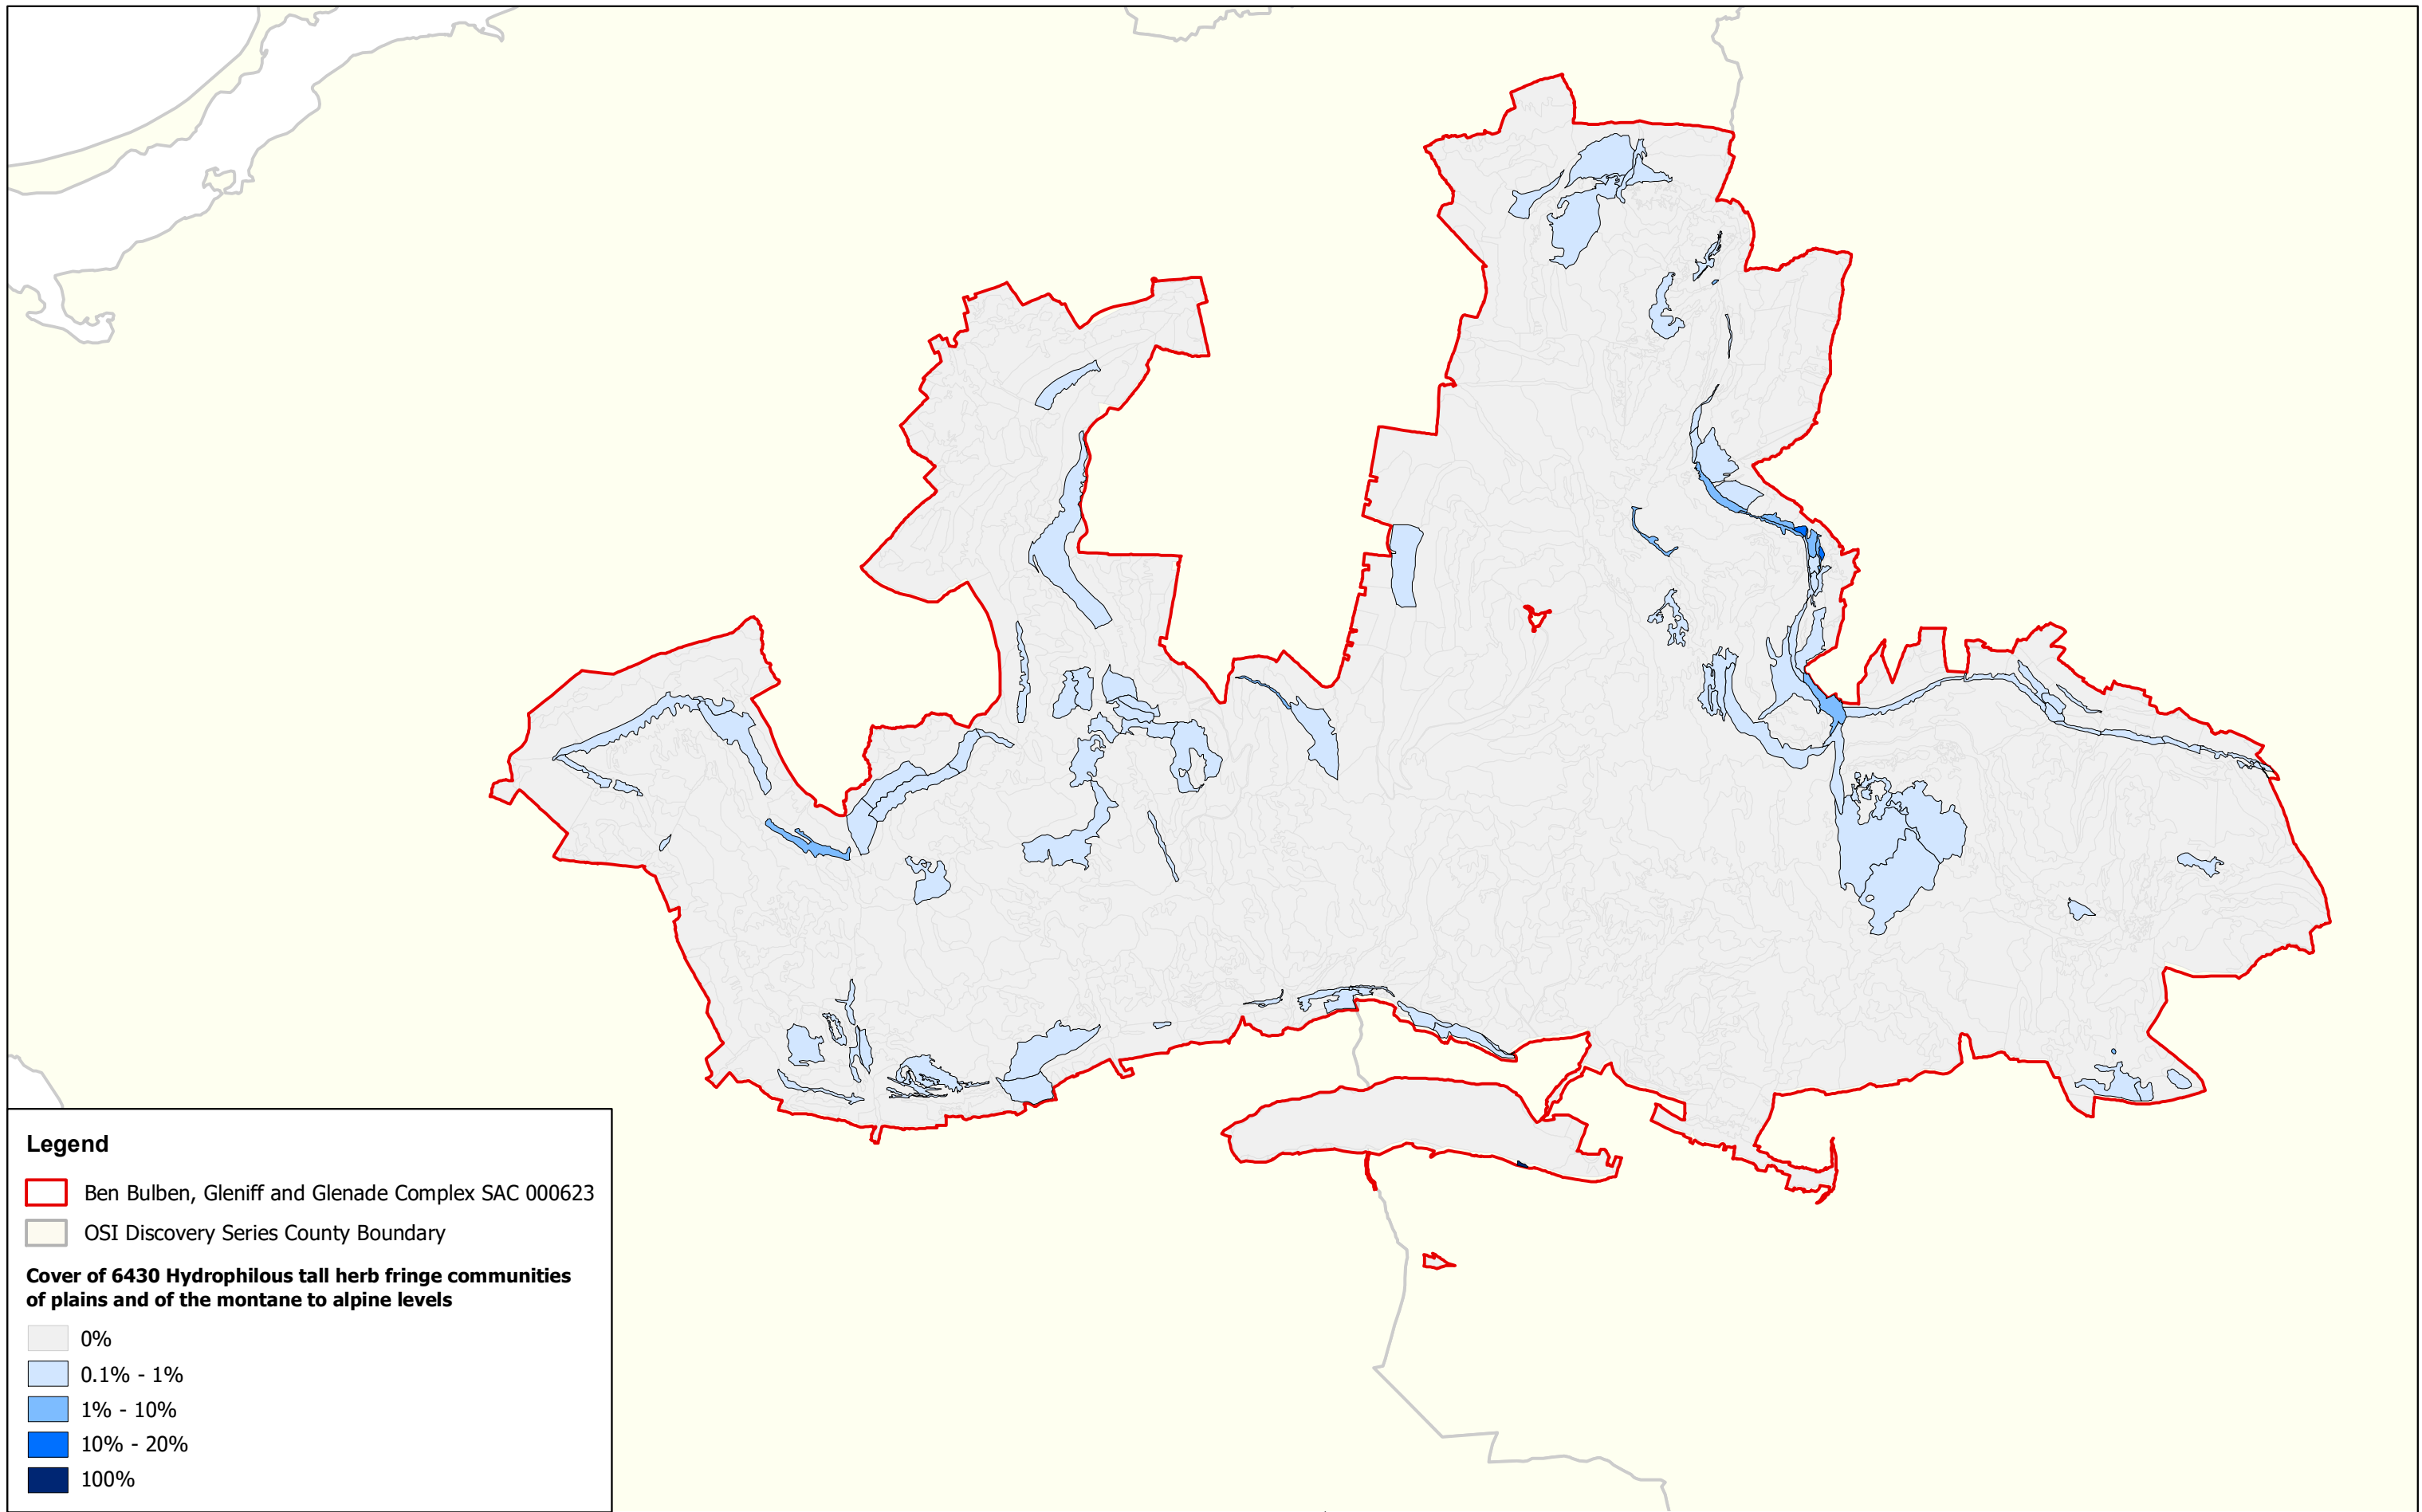 Legend
Ben Bulben, Gleniff and Glenade Complex SAC 000623
OSI Discovery Series County Boundary
Cover of 6430 Hydrophilous tall herb fringe communities
of plains and of the montane to alpine levels
0%
0.1% - 1%
1% - 10%
10% - 20%
100%